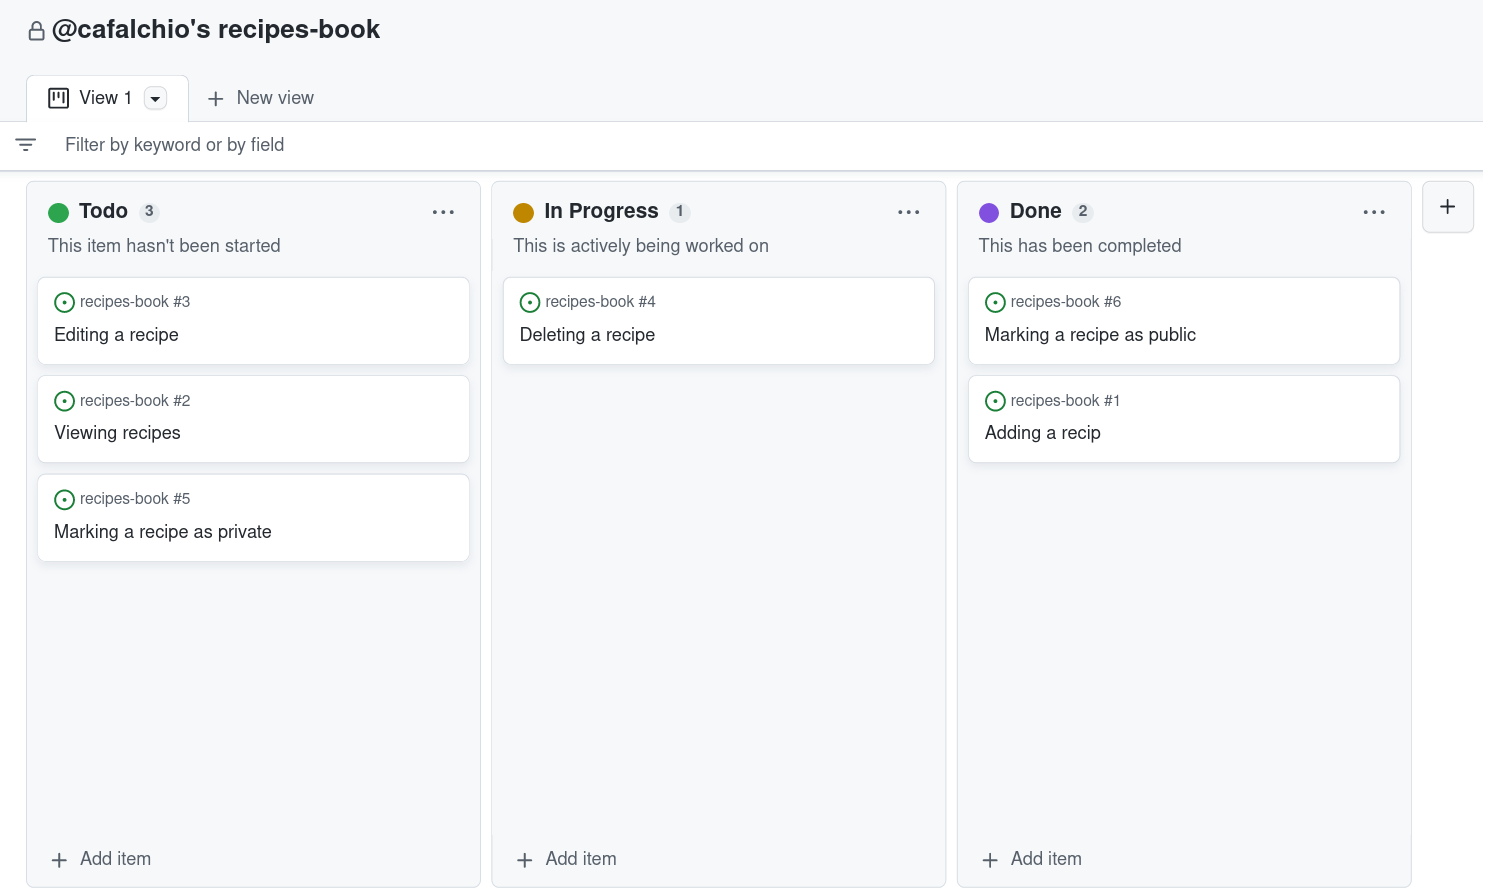 @cafalchio's recipes-book
View 1
New view
Filter by keyword or by field
Todo 3
This item hasn't been started
recipes-book #3
Editing a recipe
recipes-book #2
Viewing recipes
recipes-book #5
Marking a recipe as private
Add item
In Progress 1
This is actively being worked on
recipes-book #4
Deleting a recipe
Add item
Done 2
This has been completed
recipes-book #6
Marking a recipe as public
recipes-book #1
Adding a recip
Add item